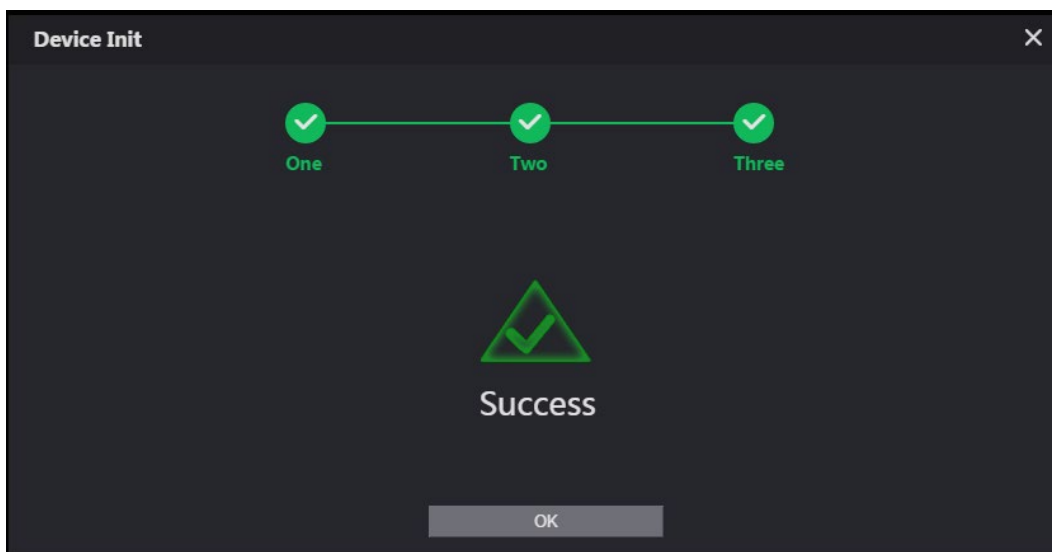 Device Init
One
Two
Three
Success
OK